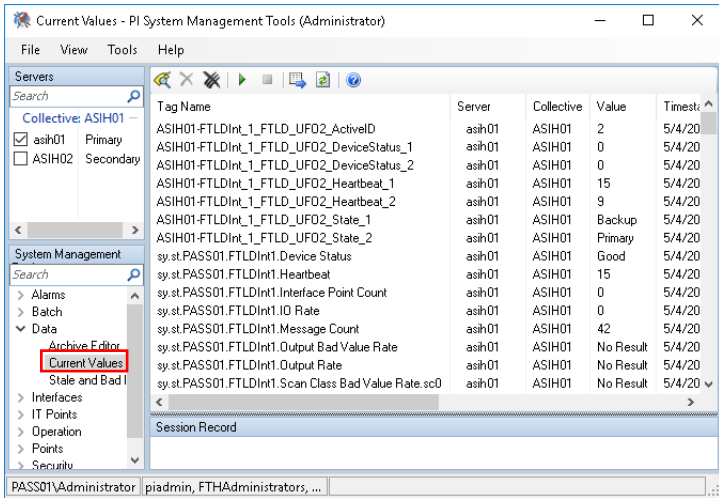 Current Values - PI System Management Tools (Administrator)
File View Tools Help
Servers
Search
Collective: ASIH01
asih01 Primary
ASIH02 Secondary
System Management
Search
Alarms
Batch
Data
Archive Editor
Current Values
Stale and Bad
Interfaces
IT Points
Operation
Points
Security
Tag Name Server Collective Value Timesta
ASIH01-FTLDInt_1_FTLD_UFO2_ActiveID asih01 ASIH01 2 5/4/20
ASIH01-FTLDInt_1_FTLD_UFO2_DeviceStatus_1 asih01 ASIH01 0 5/4/20
ASIH01-FTLDInt_1_FTLD_UFO2_DeviceStatus_2 asih01 ASIH01 0 5/4/20
ASIH01-FTLDInt_1_FTLD_UFO2_Heartbeat_1 asih01 ASIH01 15 5/4/20
ASIH01-FTLDInt_1_FTLD_UFO2_Heartbeat_2 asih01 ASIH01 9 5/4/20
ASIH01-FTLDInt_1_FTLD_UFO2_State_1 asih01 ASIH01 Backup 5/4/20
ASIH01-FTLDInt_1_FTLD_UFO2_State_2 asih01 ASIH01 Primary 5/4/20
sy.st.PASS01.FTLDInt1.Device Status asih01 ASIH01 Good 5/4/20
sy.st.PASS01.FTLDInt1.Heartbeat asih01 ASIH01 15 5/4/20
sy.st.PASS01.FTLDInt1.Interface Point Count asih01 ASIH01 0 5/4/20
sy.st.PASS01.FTLDInt1.IO Rate asih01 ASIH01 0 5/4/20
sy.st.PASS01.FTLDInt1.Message Count asih01 ASIH01 42 5/4/20
sy.st.PASS01.FTLDInt1.Output Bad Value Rate asih01 ASIH01 No Result 5/4/20
sy.st.PASS01.FTLDInt1.Output Rate asih01 ASIH01 No Result 5/4/20
sy.st.PASS01.FTLDInt1.Scan Class Bad Value Rate.sc0 asih01 ASIH01 No Result 5/4/20
Session Record
PASS01\Administrator piadmin, FTHAdministrators, ...